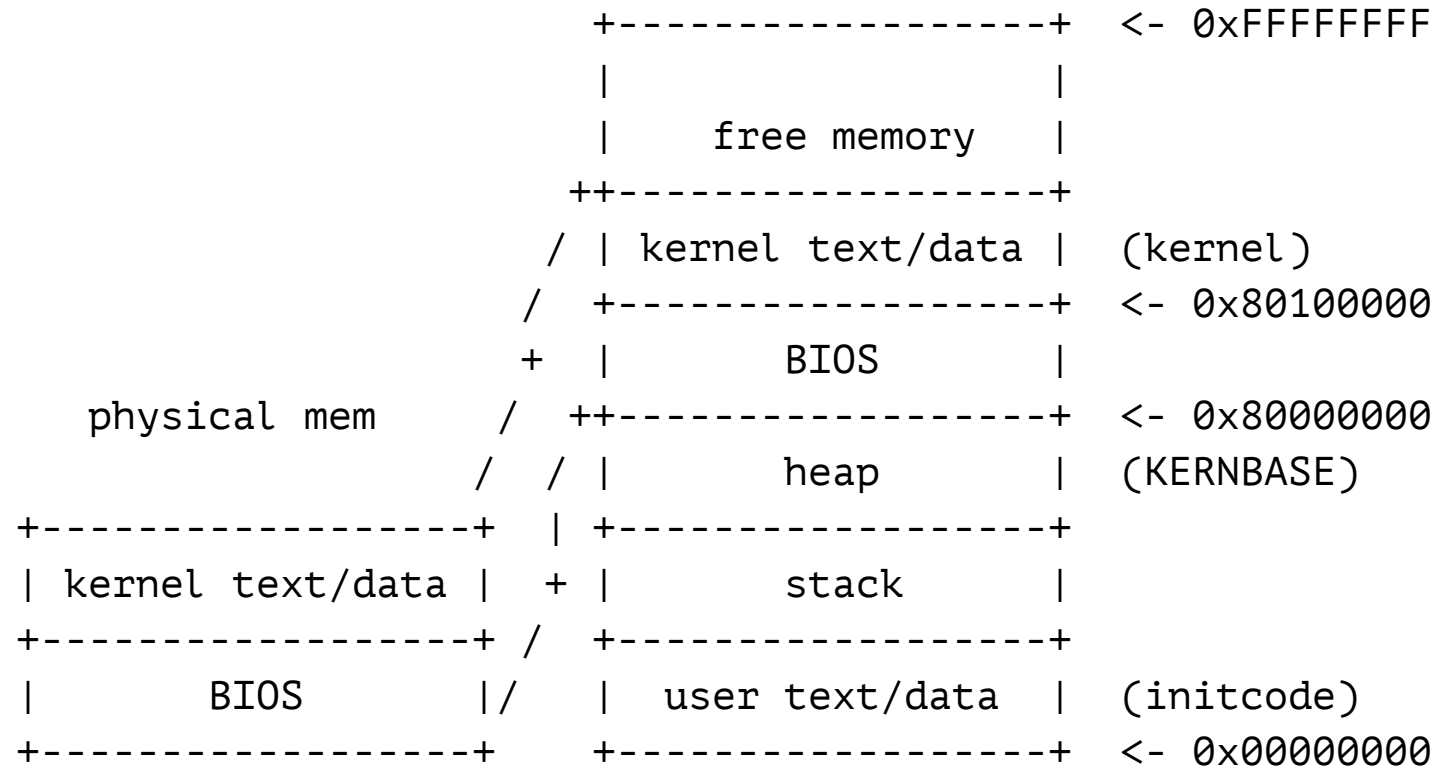 +------------------+  <- 0xFFFFFFFF
                        |                  |
                        |    free memory   |
                       ++------------------+
                      / | kernel text/data |  (kernel)
                     /  +------------------+  <- 0x80100000
                     +  |       BIOS       |
   physical mem     /  ++------------------+  <- 0x80000000
                   /  / |       heap       |  (KERNBASE)
+------------------+  | +------------------+
| kernel text/data |  + |       stack      |
+------------------+ /  +------------------+
|       BIOS       |/   |  user text/data  |  (initcode)
+------------------+    +------------------+  <- 0x00000000